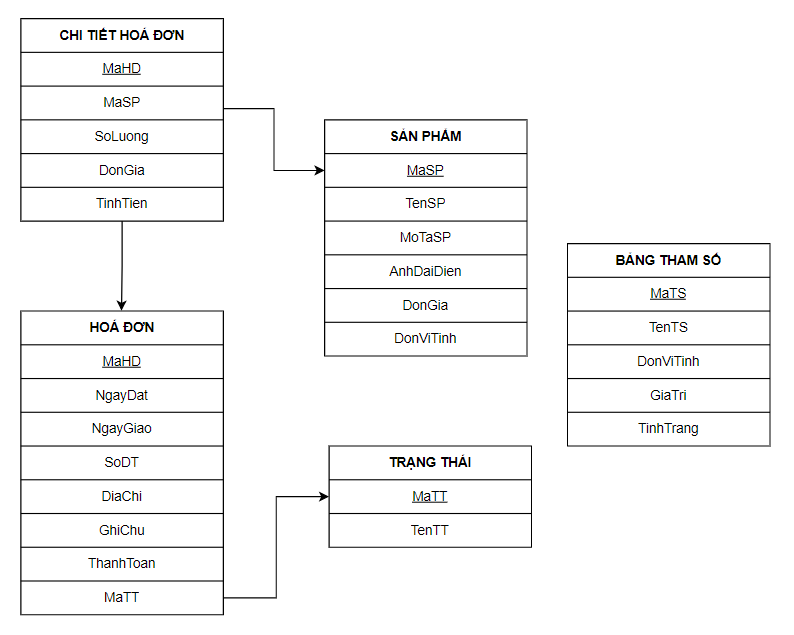 CHI TIẾT HOÁ ĐƠN
MaHD
MaSP
SoLuong
DonGia
TinhTien
SẢN PHẨM
MaSP
TenSP
MoTaSP
AnhDaiDien
DonGia
DonViTinh
BẢNG THAM SỐ
MaTS
TenTS
DonViTinh
GiaTri
TinhTrang
HOÁ ĐƠN
MaHD
NgayDat
NgayGiao
SoDT
DiaChi
GhiChu
ThanhToan
MaTT
TRẠNG THÁI
MaTT
TenTT